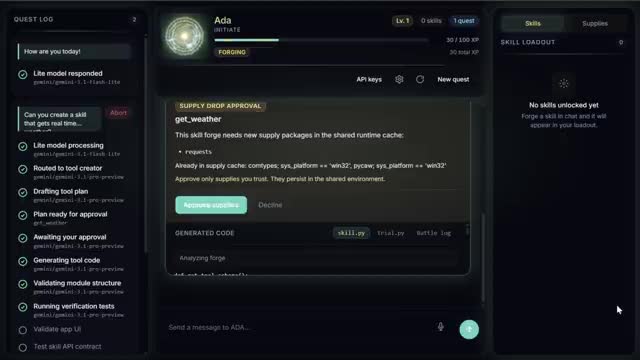 QUEST LOG
2
How are you today!
Lite model responded
gemini/gemini-3.1-flash-lite
Can you create a skill
that gets real time...
Abort
Lite model processing
gemini/gemini-3.1-flash-lite
Routed to tool creator
gemini/gemini-3.1-pro-preview
Drafting tool plan
gemini/gemini-3.1-pro-preview
Plan ready for approval
get_weather
Awaiting your approval
gemini/gemini-3.1-pro-preview
Generating tool code
gemini/gemini-3.1-pro-preview
Validating module structure
gemini/gemini-3.1-pro-preview
Running verification tests
gemini/gemini-3.1-pro-preview
Validate app UI
Test skill API contract
Ada
INITIATE
Lv. 1
0 skills
1 quest
30 / 100 XP
FORGING
30 total XP
API keys
New quest
SUPPLY DROP APPROVAL
get_weather
This skill forge needs new supply packages in the shared runtime cache:
• requests
Already in supply cache: comtypes; sys_platform == 'win32', pycaw; sys_platform == 'win32'
Approve only supplies you trust. They persist in the shared environment.
Approve supplies
Decline
GENERATED CODE
skill.py
trial.py
Battle log
Analyzing forge
def get_tool_schema():
Send a message to ADA...
Skills
Supplies
SKILL LOADOUT
0
No skills unlocked yet
Forge a skill in chat and it will
appear in your loadout.